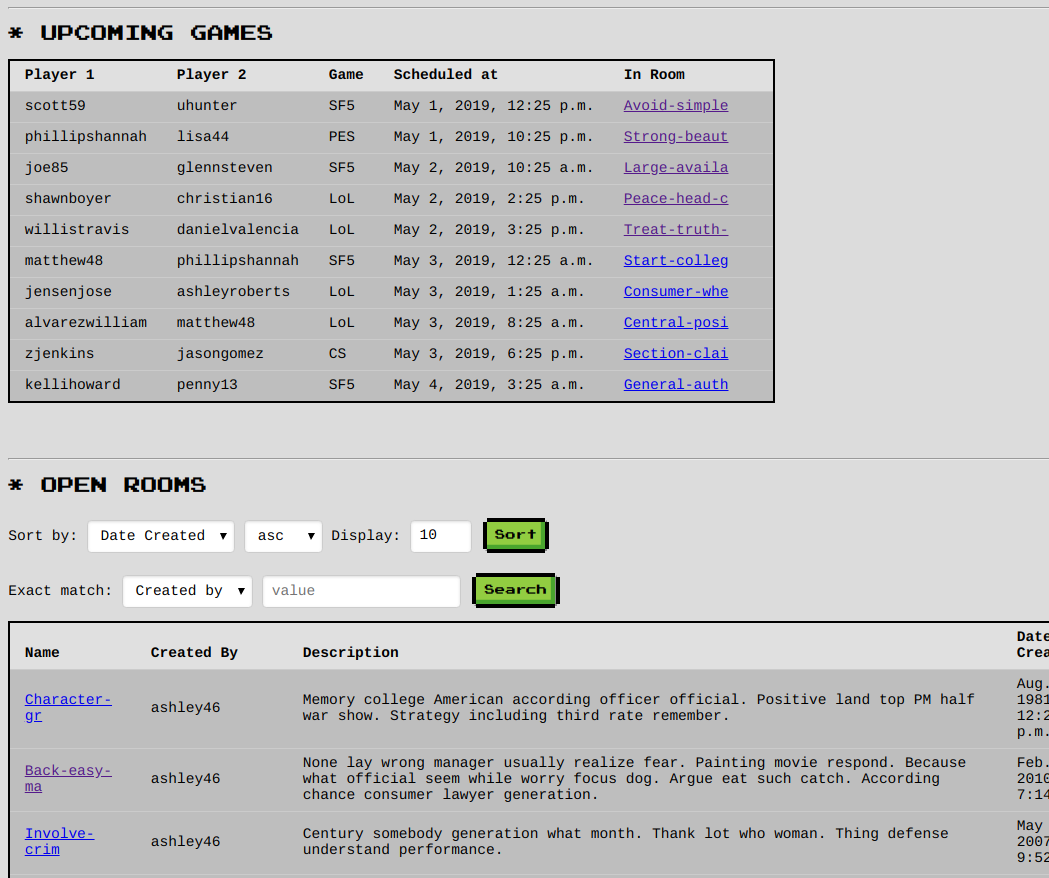 * UPCOMING GAMES
Player 1 Player 2 Game Scheduled at In Room
scott59 uhunter SF5 May 1, 2019, 12:25 p.m. Avoid-simple
phillipshannah lisa44 PES May 1, 2019, 10:25 p.m. Strong-beaut
joe85 glennsteven SF5 May 2, 2019, 10:25 a.m. Large-availa
shawnboyer christian16 LoL May 2, 2019, 2:25 p.m. Peace-head-c
willistravis danielvalencia LoL May 2, 2019, 3:25 p.m. Treat-truth-
matthew48 phillipshannah SF5 May 3, 2019, 12:25 a.m. Start-colleg
jensenjose ashleyroberts LoL May 3, 2019, 1:25 a.m. Consumer-whe
alvarezwilliam matthew48 LoL May 3, 2019, 8:25 a.m. Central-posi
zjenkins jasongomez CS May 3, 2019, 6:25 p.m. Section-clai
kellihoward penny13 SF5 May 4, 2019, 3:25 a.m. General-auth
* OPEN ROOMS
Sort by: Date Created ▼ asc ▼ Display: 10 Sort
Exact match: Created by ▼ value Search
Name Created By Description Date
Crea
Character-
gr
ashley46
Memory college American according officer official. Positive land top PM half
war show. Strategy including third rate remember.
Aug.
1981
12:2
p.m.
Back-easy-
ma
ashley46
None lay wrong manager usually realize fear. Painting movie respond. Because
what official seem while worry focus dog. Argue eat such catch. According
chance consumer lawyer generation.
Feb.
2010
7:14
Involve-
crim
ashley46
Century somebody generation what month. Thank lot who woman. Thing defense
understand performance.
May
2007
9:52